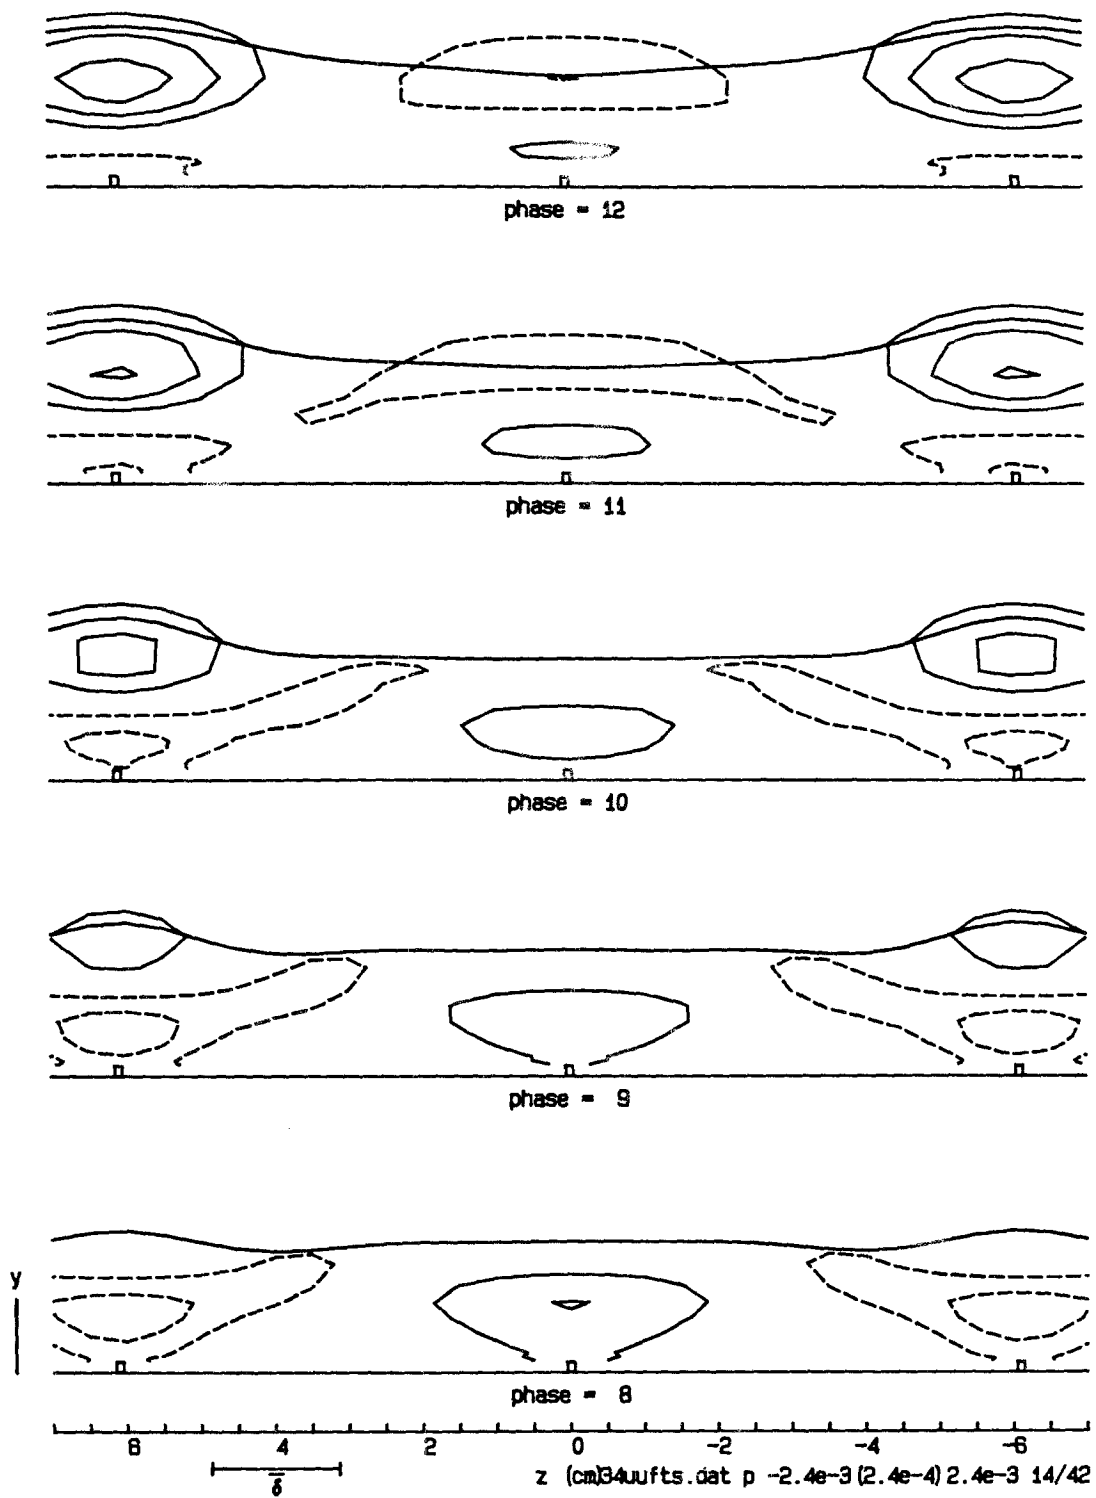 phase = 12
phase = 11
phase = 10
phase = 9
y
phase = 8
6 4 2 0 -2 -4 -6
δ
z (cm)34uufts.dat p -2.4e-3(2.4e-4)2.4e-3 14/42